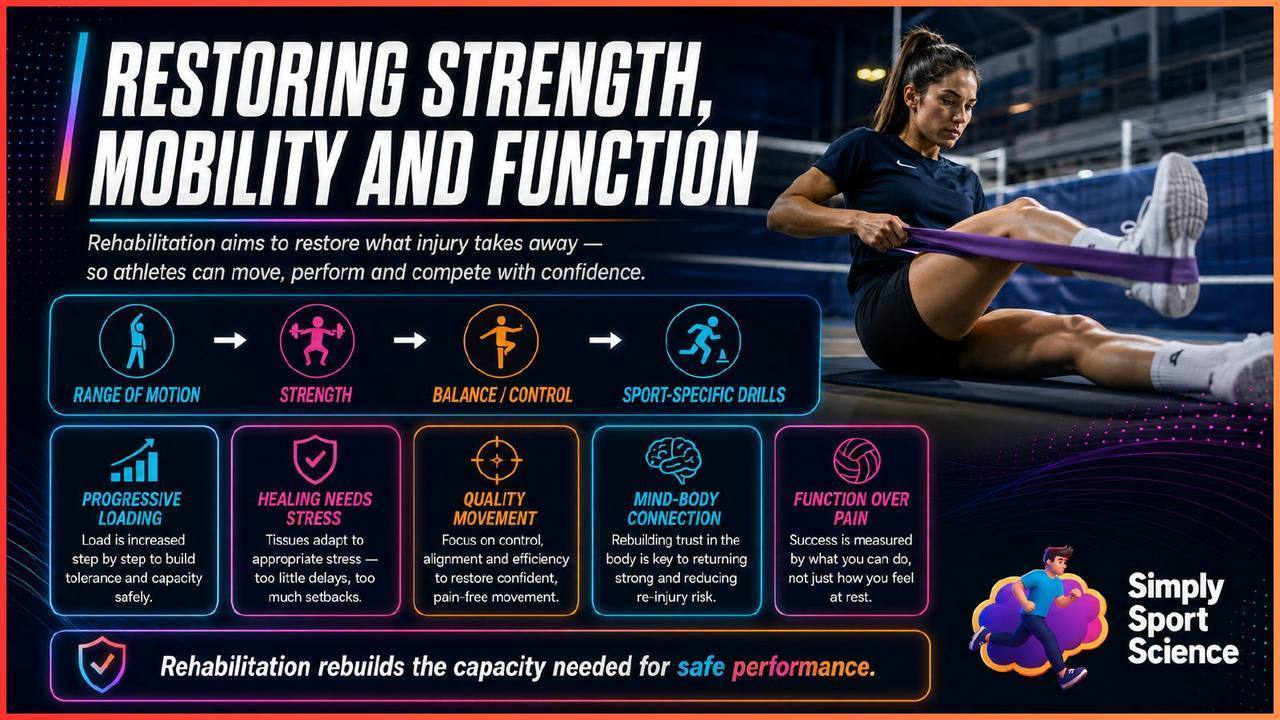 RESTORING STRENGTH,
MOBILITY AND FUNCTION
Rehabilitation aims to restore what injury takes away —
so athletes can move, perform and compete with confidence.
RANGE OF MOTION
STRENGTH
BALANCE / CONTROL
SPORT-SPECIFIC DRILLS
PROGRESSIVE
LOADING
Load is increased
step by step to build
tolerance and capacity
safely.
HEALING NEEDS
STRESS
Tissues adapt to
appropriate stress —
too little delays, too
much setbacks.
QUALITY
MOVEMENT
Focus on control,
alignment and efficiency
to restore confident,
pain-free movement.
MIND-BODY
CONNECTION
Rebuilding trust in the
body is key to returning
strong and reducing
re-injury risk.
FUNCTION OVER
PAIN
Success is measured
by what you can do,
not just how you feel
at rest.
Rehabilitation rebuilds the capacity needed for safe performance.
Simply
Sport
Science